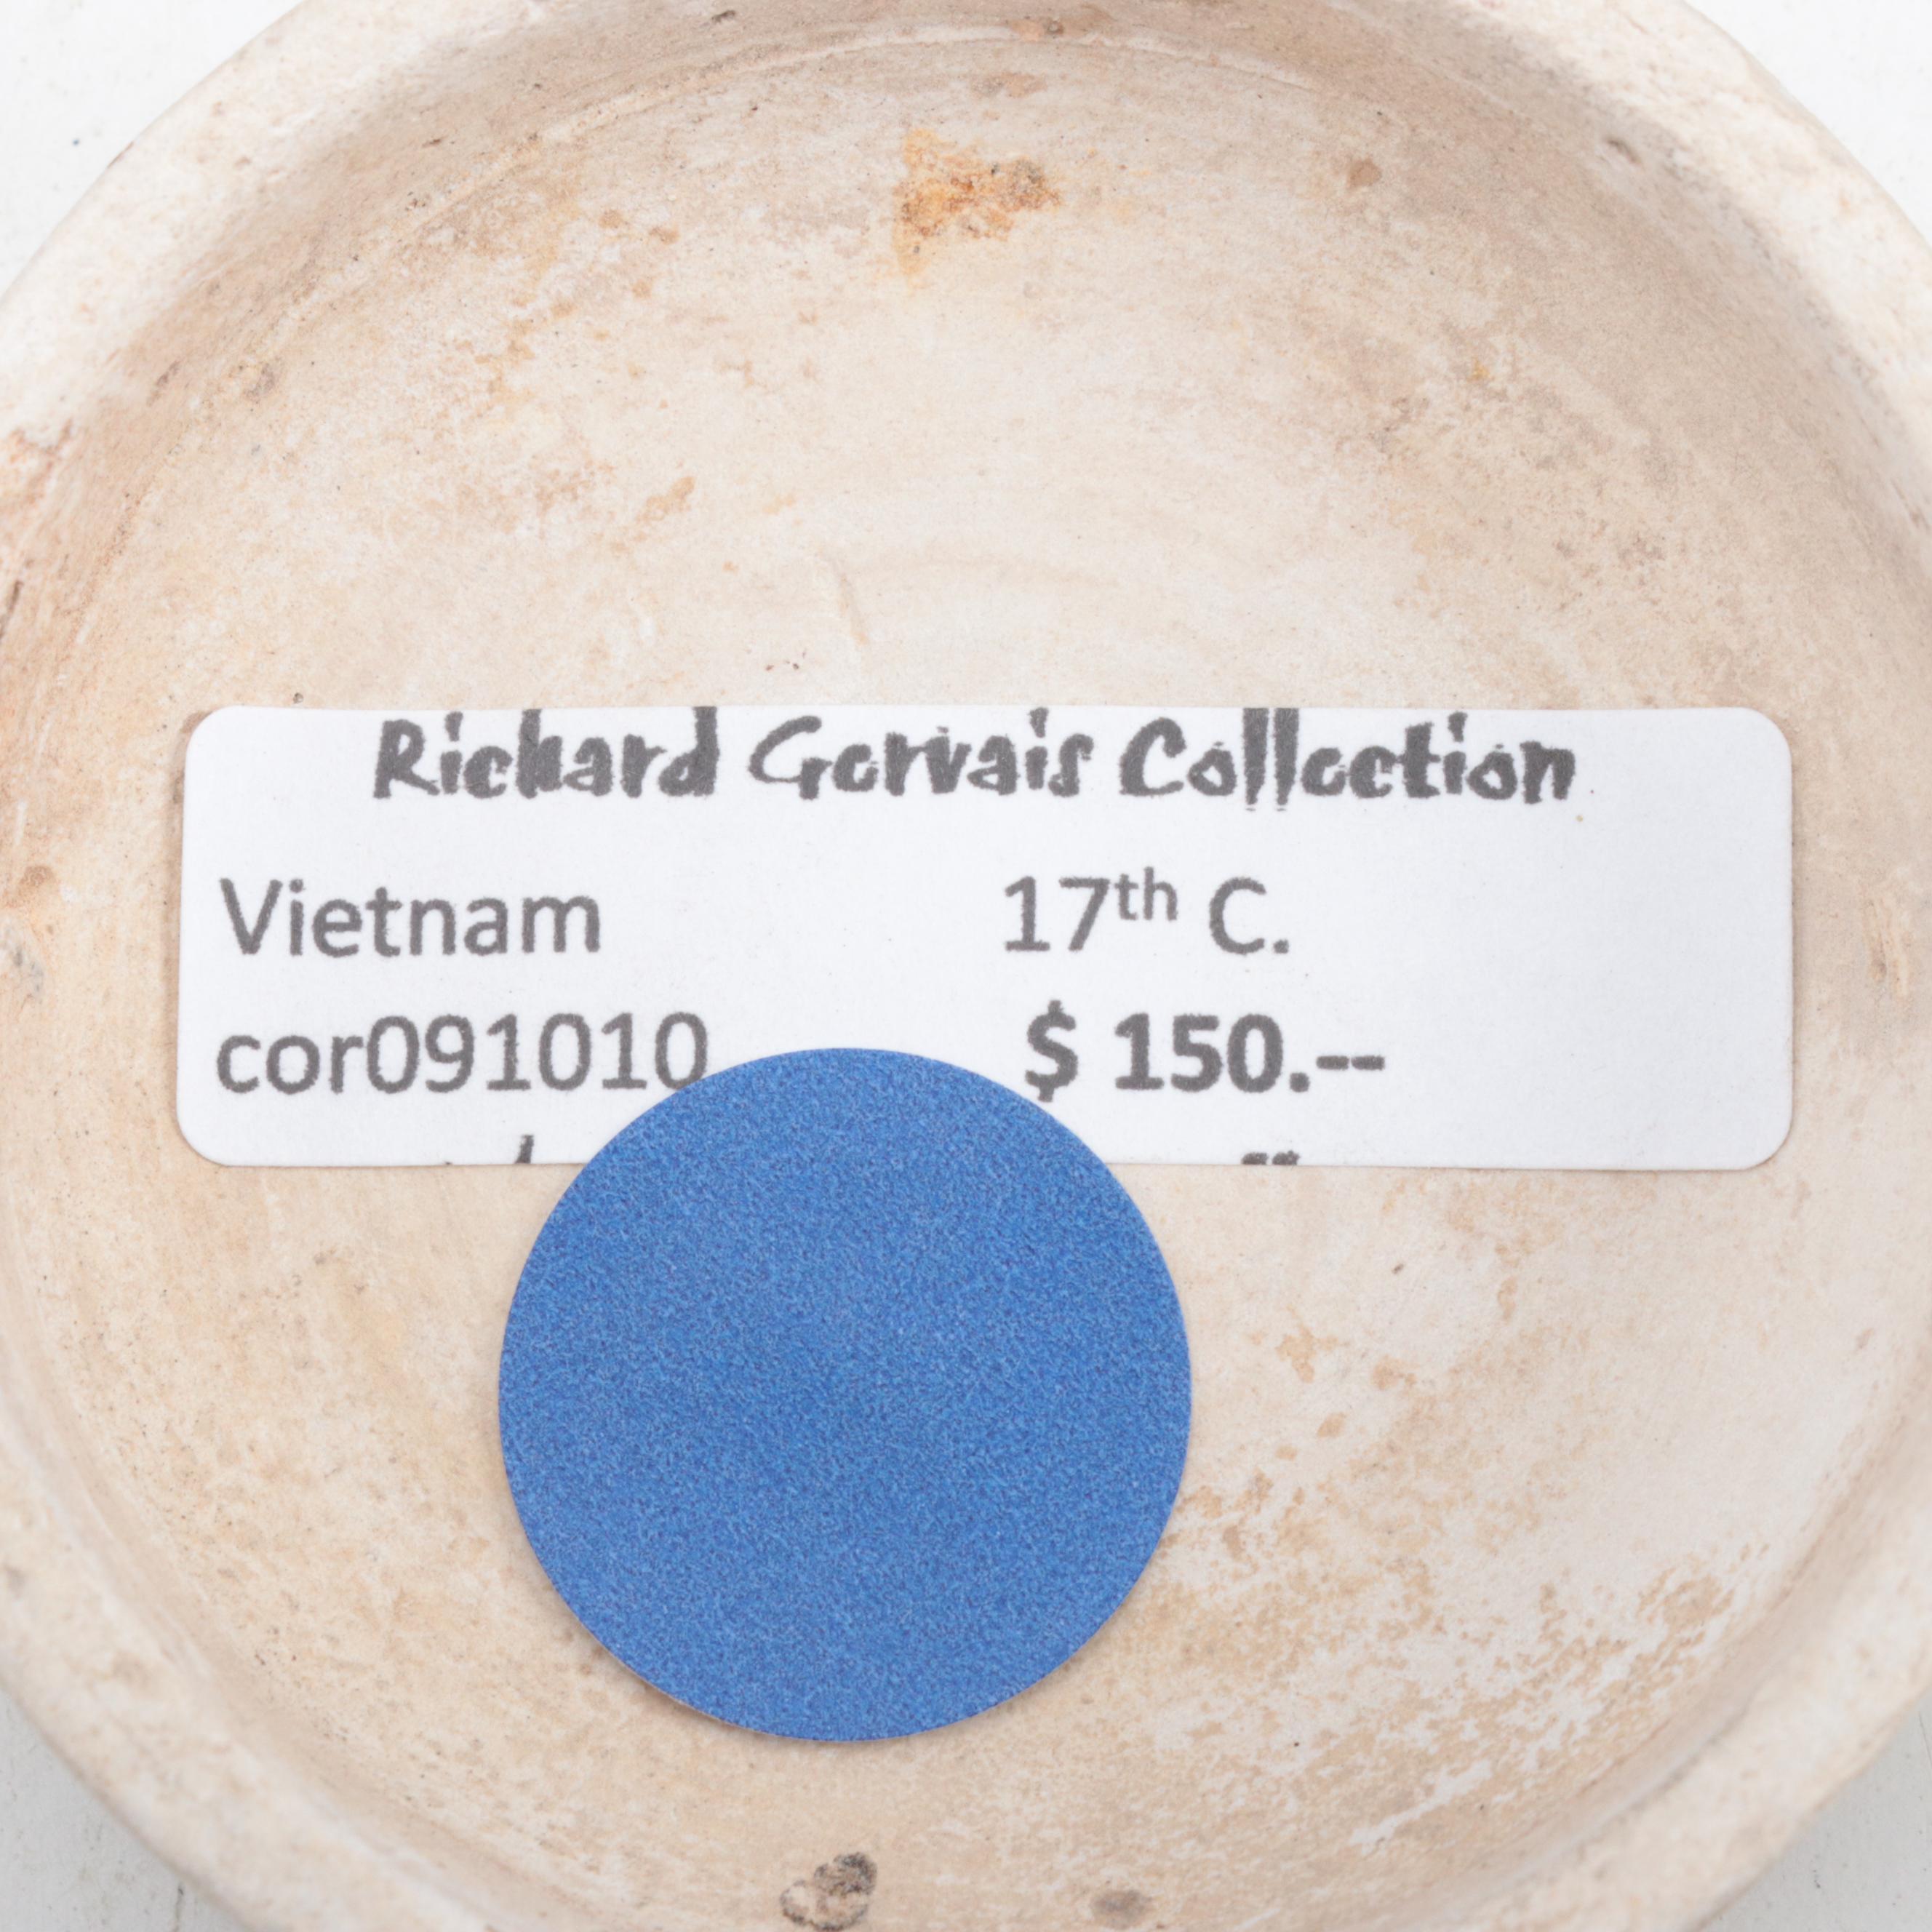 Richard Gervais Collection
Vietnam 17th C.
cor091010 $ 150.--